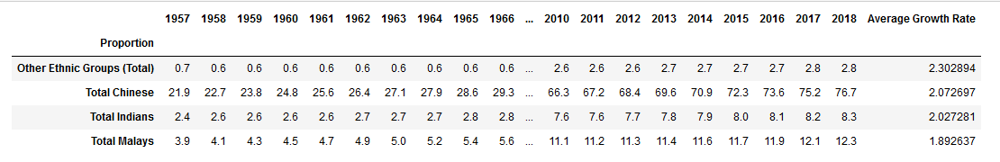 1957 1958 1959 1960 1961 1962 1963 1964 1965 1966 ... 2010 2011 2012 2013 2014 2015 2016 2017 2018 Average Growth Rate
Proportion
Other Ethnic Groups (Total) 0.7 0.6 0.6 0.6 0.6 0.6 0.6 0.6 0.6 0.6 ... 2.6 2.6 2.6 2.7 2.7 2.7 2.7 2.8 2.8 2.302894
Total Chinese 21.9 22.7 23.8 24.8 25.6 26.4 27.1 27.9 28.6 29.3 ... 66.3 67.2 68.4 69.6 70.9 72.3 73.6 75.2 76.7 2.072697
Total Indians 2.4 2.6 2.6 2.6 2.6 2.7 2.7 2.7 2.8 2.8 ... 7.6 7.6 7.7 7.8 7.9 8.0 8.1 8.2 8.3 2.027281
Total Malays 3.9 4.1 4.3 4.5 4.7 4.9 5.0 5.2 5.4 5.6 ... 11.1 11.2 11.3 11.4 11.6 11.7 11.9 12.1 12.3 1.892637